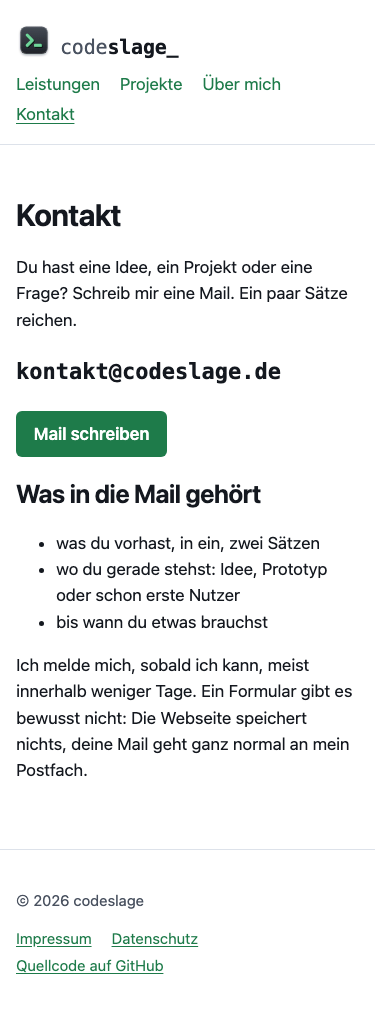 codeslage_
Leistungen Projekte Über mich
Kontakt
Kontakt
Du hast eine Idee, ein Projekt oder eine
Frage? Schreib mir eine Mail. Ein paar Sätze
reichen.
kontakt@codeslage.de
Mail schreiben
Was in die Mail gehört
• was du vorhast, in ein, zwei Sätzen
• wo du gerade stehst: Idee, Prototyp
oder schon erste Nutzer
• bis wann du etwas brauchst
Ich melde mich, sobald ich kann, meist
innerhalb weniger Tage. Ein Formular gibt es
bewusst nicht: Die Webseite speichert
nichts, deine Mail geht ganz normal an mein
Postfach.
© 2026 codeslage
Impressum Datenschutz
Quellcode auf GitHub